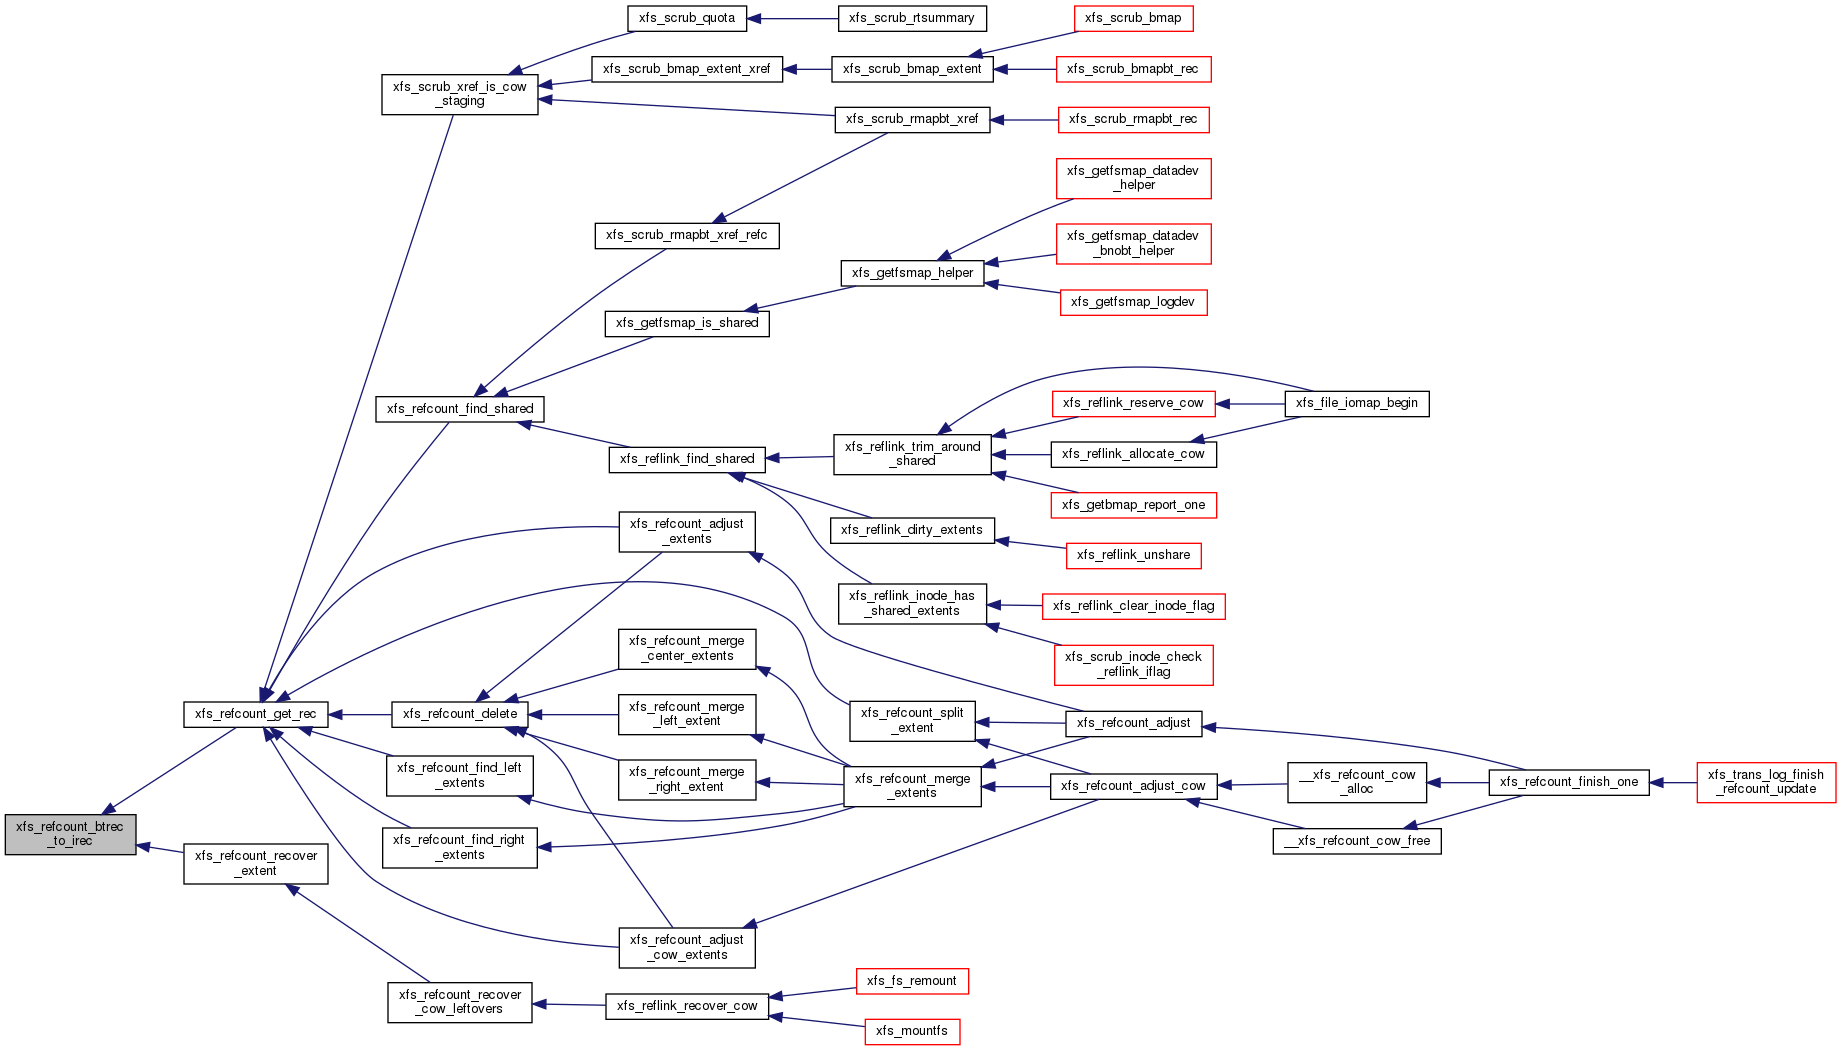 xfs_scrub_quota
xfs_scrub_rtsummary
xfs_scrub_bmap
xfs_scrub_bmap_extent_xref
xfs_scrub_bmap_extent
xfs_scrub_bmapbt_rec
xfs_scrub_xref_is_cow
_staging
xfs_scrub_rmapbt_xref
xfs_scrub_rmapbt_rec
xfs_getfsmap_datadev
_helper
xfs_scrub_rmapbt_xref_refc
xfs_getfsmap_datadev
_bnobt_helper
xfs_getfsmap_helper
xfs_getfsmap_logdev
xfs_getfsmap_is_shared
xfs_refcount_find_shared
xfs_reflink_reserve_cow
xfs_file_iomap_begin
xfs_reflink_find_shared
xfs_reflink_trim_around
_shared
xfs_reflink_allocate_cow
xfs_getbmap_report_one
xfs_refcount_adjust
_extents
xfs_reflink_dirty_extents
xfs_reflink_unshare
xfs_reflink_inode_has
_shared_extents
xfs_reflink_clear_inode_flag
xfs_refcount_merge
_center_extents
xfs_scrub_inode_check
_reflink_iflag
xfs_refcount_get_rec
xfs_refcount_delete
xfs_refcount_merge
_left_extent
xfs_refcount_split
_extent
xfs_refcount_adjust
xfs_refcount_find_left
_extents
xfs_refcount_merge
_right_extent
xfs_refcount_merge
_extents
xfs_refcount_adjust_cow
__xfs_refcount_cow
_alloc
xfs_refcount_finish_one
xfs_trans_log_finish
_refcount_update
xfs_refcount_btrec
_to_irec
xfs_refcount_find_right
_extents
__xfs_refcount_cow_free
xfs_refcount_recover
_extent
xfs_refcount_adjust
_cow_extents
xfs_refcount_recover
_cow_leftovers
xfs_reflink_recover_cow
xfs_fs_remount
xfs_mountfs